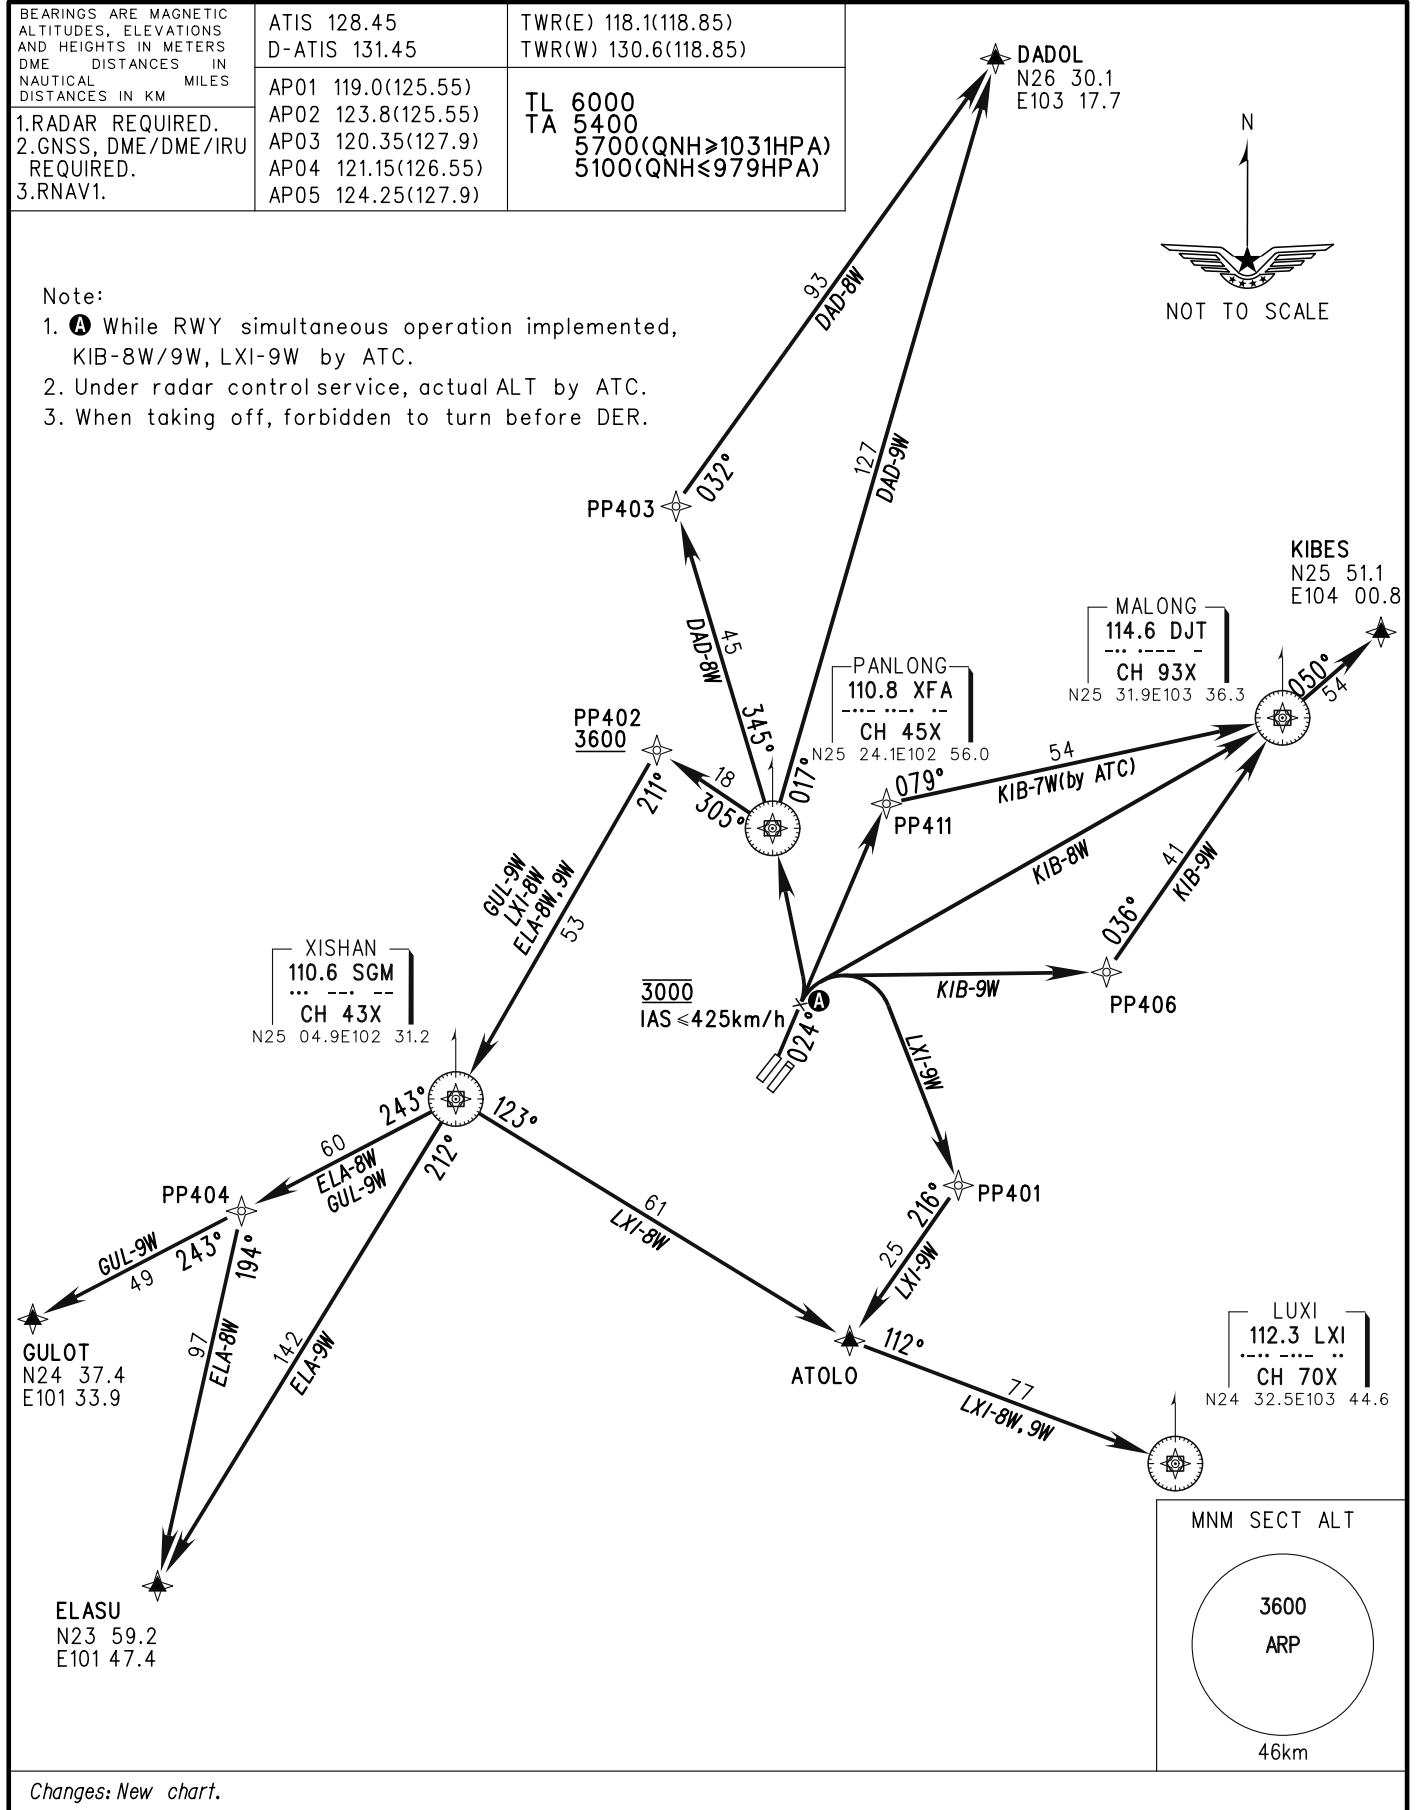 BEARINGS ARE MAGNETIC
ALTITUDES, ELEVATIONS
AND HEIGHTS IN METERS
DME DISTANCES IN
NAUTICAL MILES
DISTANCES IN KM
1.RADAR REQUIRED.
2.GNSS, DME/DME/IRU
REQUIRED.
3.RNAV1.
ATIS 128.45
D-ATIS 131.45
AP01 119.0(125.55)
AP02 123.8(125.55)
AP03 120.35(127.9)
AP04 121.15(126.55)
AP05 124.25(127.9)
TWR(E) 118.1(118.85)
TWR(W) 130.6(118.85)
TL 6000
TA 5400
5700(QNH≥1031HPA)
5100(QNH≤979HPA)
DADOL
N26 30.1
E103 17.7
N
NOT TO SCALE
Note:
1. A While RWY simultaneous operation implemented,
KIB-8W/9W, LXI-9W by ATC.
2. Under radar control service, actual ALT by ATC.
3. When taking off, forbidden to turn before DER.
93
DAD-8W
127
DAD-9W
032°
PP403
45
DAD-8W
345°
017°
KIBES
N25 51.1
E104 00.8
MALONG
114.6 DJT
-·· ·--- -
CH 93X
N25 31.9E103 36.3
050°
54
PANLONG
110.8 XFA
-··- ··-· ·-
CH 45X
N25 24.1E102 56.0
PP402
3600
18
305°
211°
079°
54
KIB-7W(by ATC)
PP411
KIB-8W
41
KIB-9W
036°
GUL-9W
LXI-8W
ELA-8W, 9W
53
XISHAN
110.6 SGM
··· --· --
CH 43X
N25 04.9E102 31.2
3000
IAS ≤425km/h
A
024°
KIB-9W
PP406
LXI-9W
243°
123°
212°
60
ELA-8W
GUL-9W
PP404
GUL-9W
49
243°
194°
61
LXI-8W
PP401
216°
25
LXI-9W
GULOT
N24 37.4
E101 33.9
97
ELA-8W
142
ELA-9W
ATOLO
112°
77
LXI-8W, 9W
LUXI
112.3 LXI
·-·· -··- ··
CH 70X
N24 32.5E103 44.6
ELASU
N23 59.2
E101 47.4
MNM SECT ALT
3600
ARP
46km
Changes: New chart.